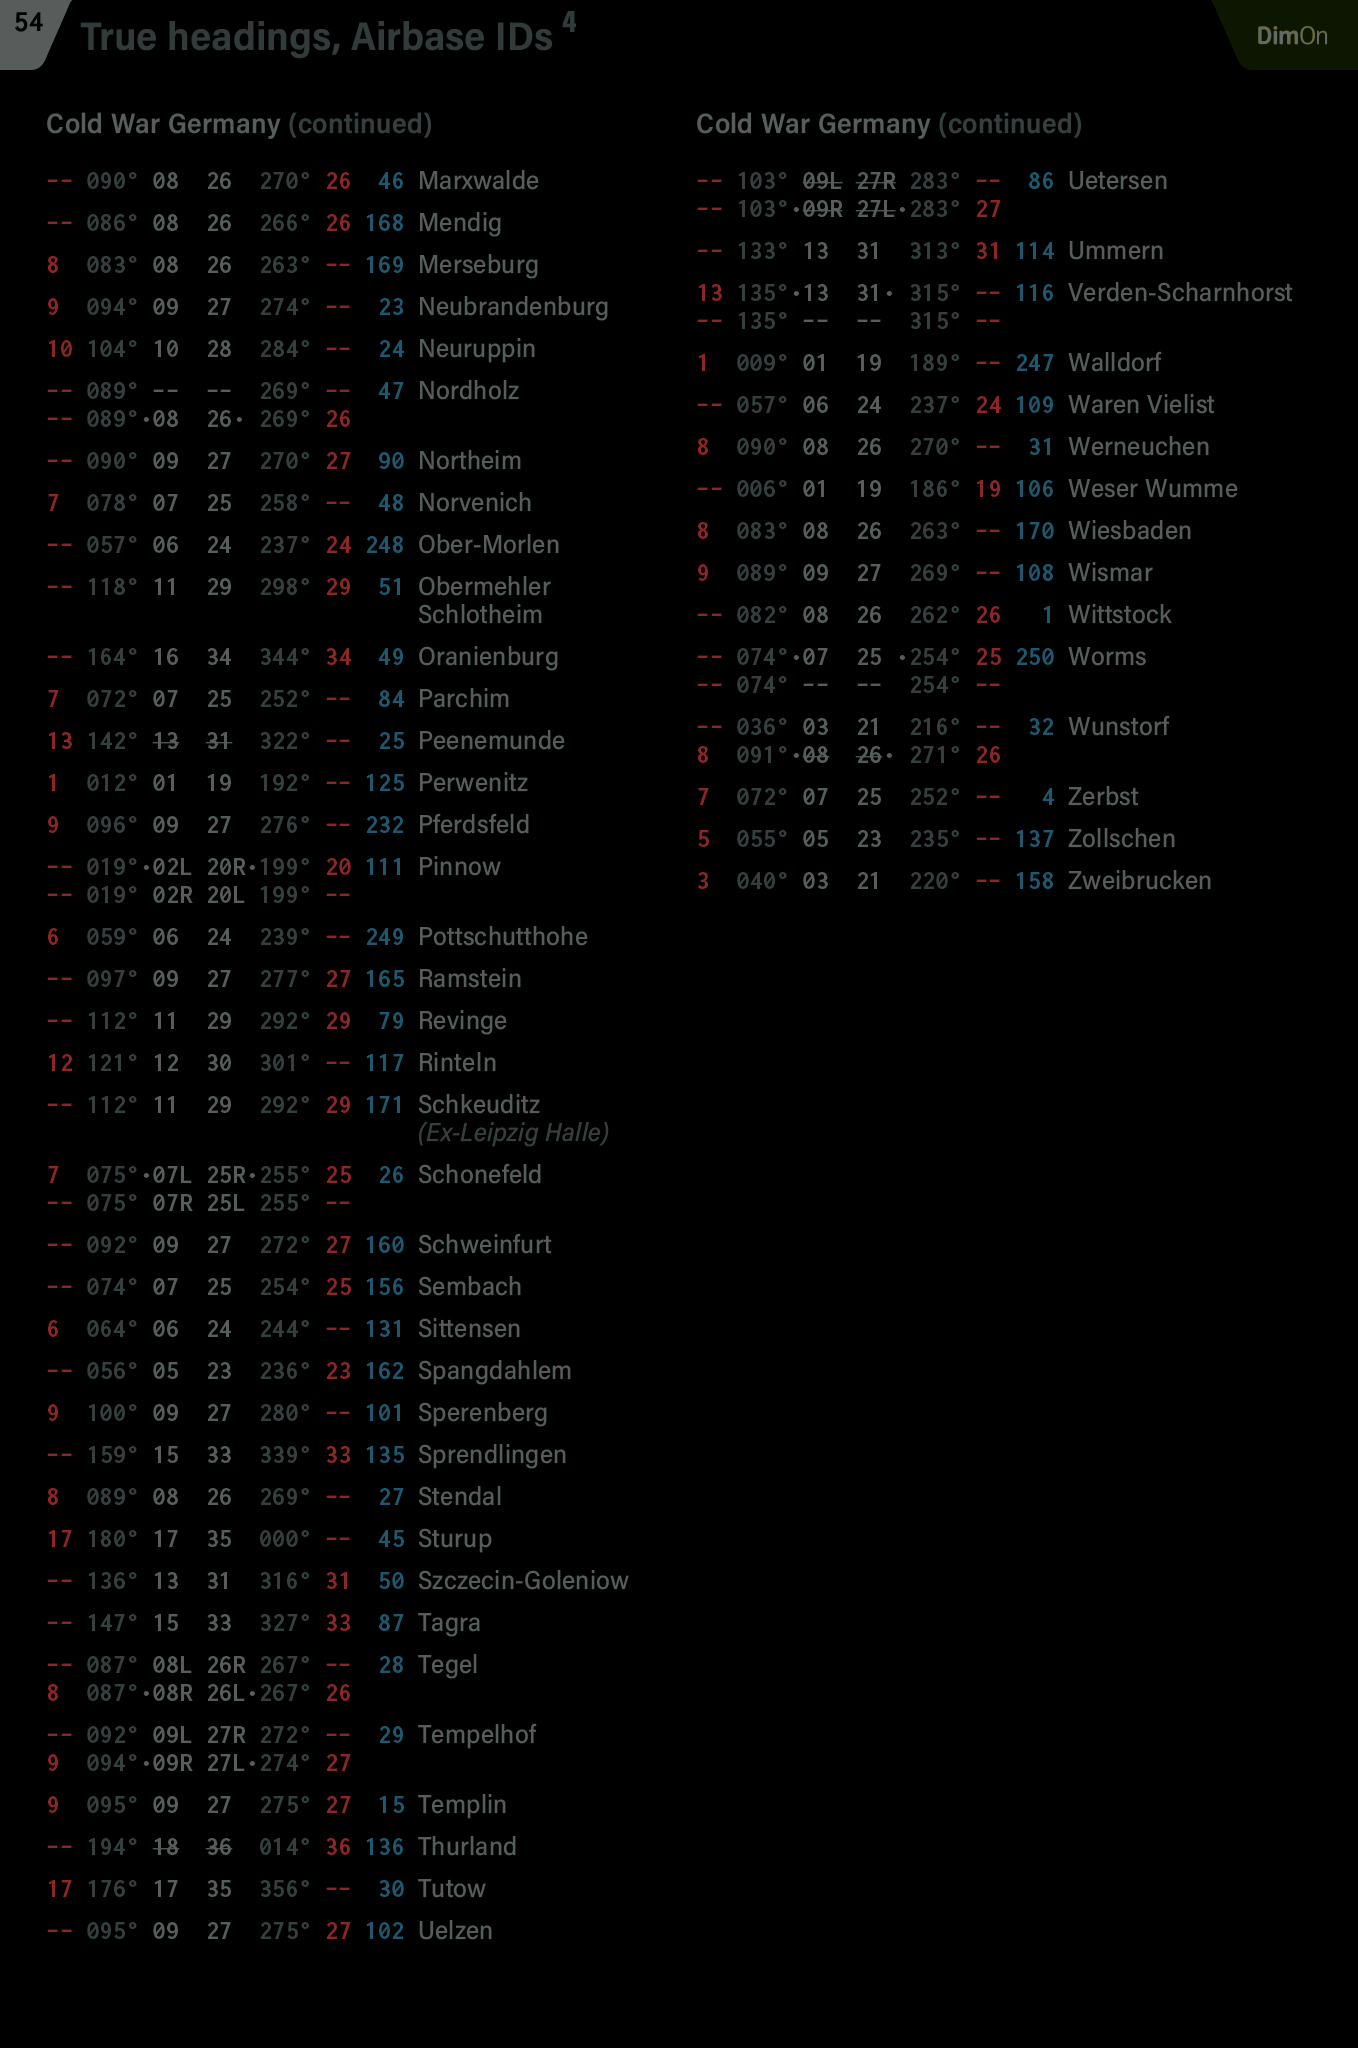 54
True headings, Airbase IDs 4
DimOn
Cold War Germany (continued)
-- 090° 08 26 270° 26 46 Marxwalde
-- 086° 08 26 266° 26 168 Mendig
8 083° 08 26 263° -- 169 Merseburg
9 094° 09 27 274° -- 23 Neubrandenburg
10 104° 10 28 284° -- 24 Neuruppin
-- 089° -- -- 269° -- 47 Nordholz
-- 089°·08 26· 269° 26
-- 090° 09 27 270° 27 90 Northeim
7 078° 07 25 258° -- 48 Norvenich
-- 057° 06 24 237° 24 248 Ober-Morlen
-- 118° 11 29 298° 29 51 Obermehler
Schlotheim
-- 164° 16 34 344° 34 49 Oranienburg
7 072° 07 25 252° -- 84 Parchim
13 142° 13 31 322° -- 25 Peenemunde
1 012° 01 19 192° -- 125 Perwenitz
9 096° 09 27 276° -- 232 Pferdsfeld
-- 019°·02L 20R·199° 20 111 Pinnow
-- 019° 02R 20L 199° --
6 059° 06 24 239° -- 249 Pottschutthohe
-- 097° 09 27 277° 27 165 Ramstein
-- 112° 11 29 292° 29 79 Revinge
12 121° 12 30 301° -- 117 Rinteln
-- 112° 11 29 292° 29 171 Schkeuditz
(Ex-Leipzig Halle)
7 075°·07L 25R·255° 25 26 Schonefeld
-- 075° 07R 25L 255° --
-- 092° 09 27 272° 27 160 Schweinfurt
-- 074° 07 25 254° 25 156 Sembach
6 064° 06 24 244° -- 131 Sittensen
-- 056° 05 23 236° 23 162 Spangdahlem
9 100° 09 27 280° -- 101 Sperenberg
-- 159° 15 33 339° 33 135 Sprendlingen
8 089° 08 26 269° -- 27 Stendal
17 180° 17 35 000° -- 45 Sturup
-- 136° 13 31 316° 31 50 Szczecin-Goleniow
-- 147° 15 33 327° 33 87 Tagra
-- 087° 08L 26R 267° -- 28 Tegel
8 087°·08R 26L·267° 26
-- 092° 09L 27R 272° -- 29 Tempelhof
9 094°·09R 27L·274° 27
9 095° 09 27 275° 27 15 Templin
-- 194° 18 36 014° 36 136 Thurland
17 176° 17 35 356° -- 30 Tutow
-- 095° 09 27 275° 27 102 Uelzen
Cold War Germany (continued)
-- 103° 09L 27R 283° -- 86 Uetersen
-- 103°·09R 27L·283° 27
-- 133° 13 31 313° 31 114 Ummern
13 135°·13 31· 315° -- 116 Verden-Scharnhorst
-- 135° -- -- 315° --
1 009° 01 19 189° -- 247 Walldorf
-- 057° 06 24 237° 24 109 Waren Vielist
8 090° 08 26 270° -- 31 Werneuchen
-- 006° 01 19 186° 19 106 Weser Wumme
8 083° 08 26 263° -- 170 Wiesbaden
9 089° 09 27 269° -- 108 Wismar
-- 082° 08 26 262° 26 1 Wittstock
-- 074°·07 25 ·254° 25 250 Worms
-- 074° -- -- 254° --
-- 036° 03 21 216° -- 32 Wunstorf
8 091°·08 26· 271° 26
7 072° 07 25 252° -- 4 Zerbst
5 055° 05 23 235° -- 137 Zollschen
3 040° 03 21 220° -- 158 Zweibrucken